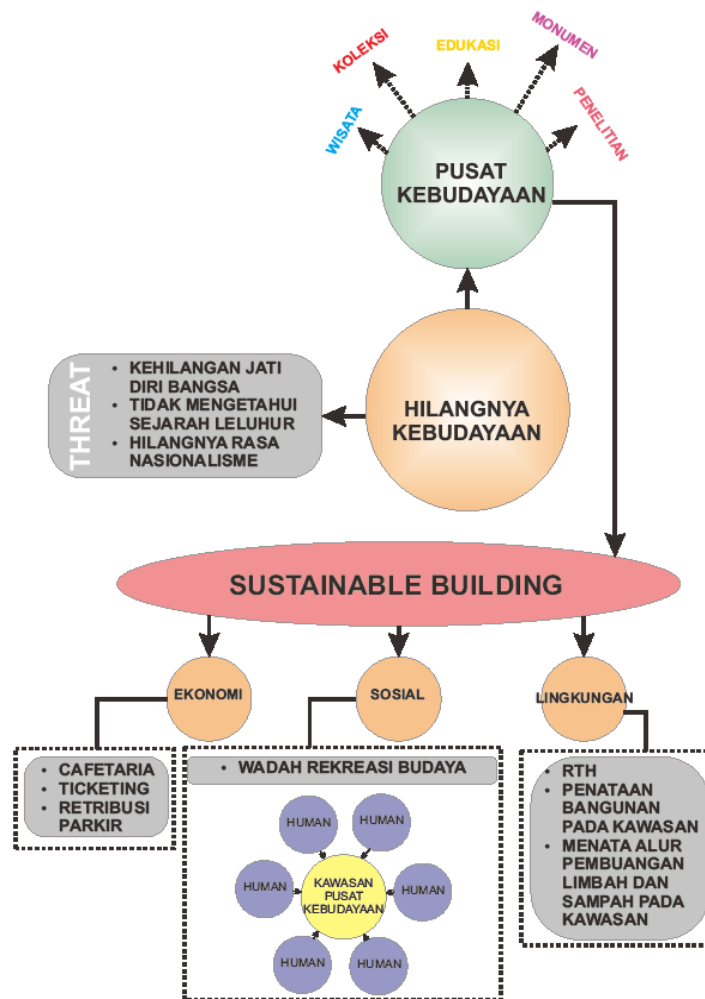 MONUMEN
EDUKASI
KOLEKSI
WISATA
PENELITIAN
PUSAT
KEBUDAYAAN
THREAT
• KEHILANGAN JATI
DIRI BANGSA
• TIDAK MENGETAHUI
SEJARAH LELUHUR
• HILANGNYA RASA
NASIONALISME
HILANGNYA
KEBUDAYAAN
SUSTAINABLE BUILDING
EKONOMI
SOSIAL
LINGKUNGAN
• CAFETARIA
• TICKETING
• RETRIBUSI
PARKIR
• WADAH REKREASI BUDAYA
HUMAN
HUMAN
HUMAN
KAWASAN
PUSAT
KEBUDAYAAN
HUMAN
HUMAN
HUMAN
• RTH
• PENATAAN
BANGUNAN
PADA KAWASAN
• MENATA ALUR
PEMBUANGAN
LIMBAH DAN
SAMPAH PADA
KAWASAN